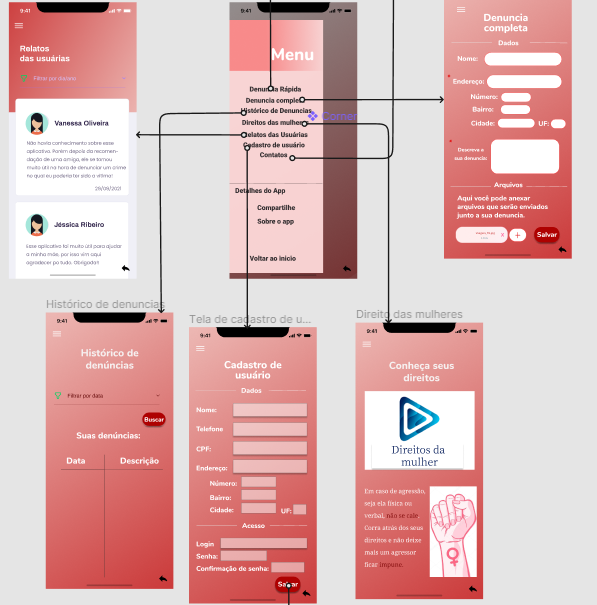 9:41
Relatos
das usuárias
Filtrar por
Vanessa Oliveira
Não havia conhecimento sobre esse
aplicativo. Porém depois da recomen-
dação de uma amiga, ele se tornou
muito útil na hora de denunciar um crime
no qual eu poderia ter sido a vítima!
29/09/2021
Jéssica Ribeiro
Esse aplicativo foi muito útil para ajudar
a minha mãe, por isso vim aqui
agradecer por tudo. Obrigada!!
9:41
Menu
Denuncia Rápida
Denuncia completa
Histórico de Denuncias
Direitos das mulheres
Relatos das Usuárias
Cadastro de usuário
Contatos
Detalhes do App
Compartilhe
Sobre o app
Voltar ao início
Denuncia
completa
Dados
Nome:
Endereço:
Número:
Bairro:
Cidade:
UF:
Descreva a
sua denuncia:
Arquivos
Aqui você pode anexar
arquivos que serão enviados
junto a sua denuncia.
x
+
Salvar
Histórico de denuncias
9:41
Histórico de
denúncias
Filtrar por data
Buscar
Suas denúncias:
Data Descrição
Tela de cadastro de u...
9:41
Cadastro de
usuário
Dados
Nome:
Telefone
CPF:
Endereço:
Número:
Bairro:
Cidade:
UF:
Acesso
Login
Senha:
Confirmação de senha:
Salvar
Direito das mulheres
9:41
Conheça seus
direitos
Direitos da
mulher
Em caso de agressão,
seja ela física ou
verbal, não se cale.
Corra atrás dos seus
direitos e não deixe
mais um agressor
ficar impune.